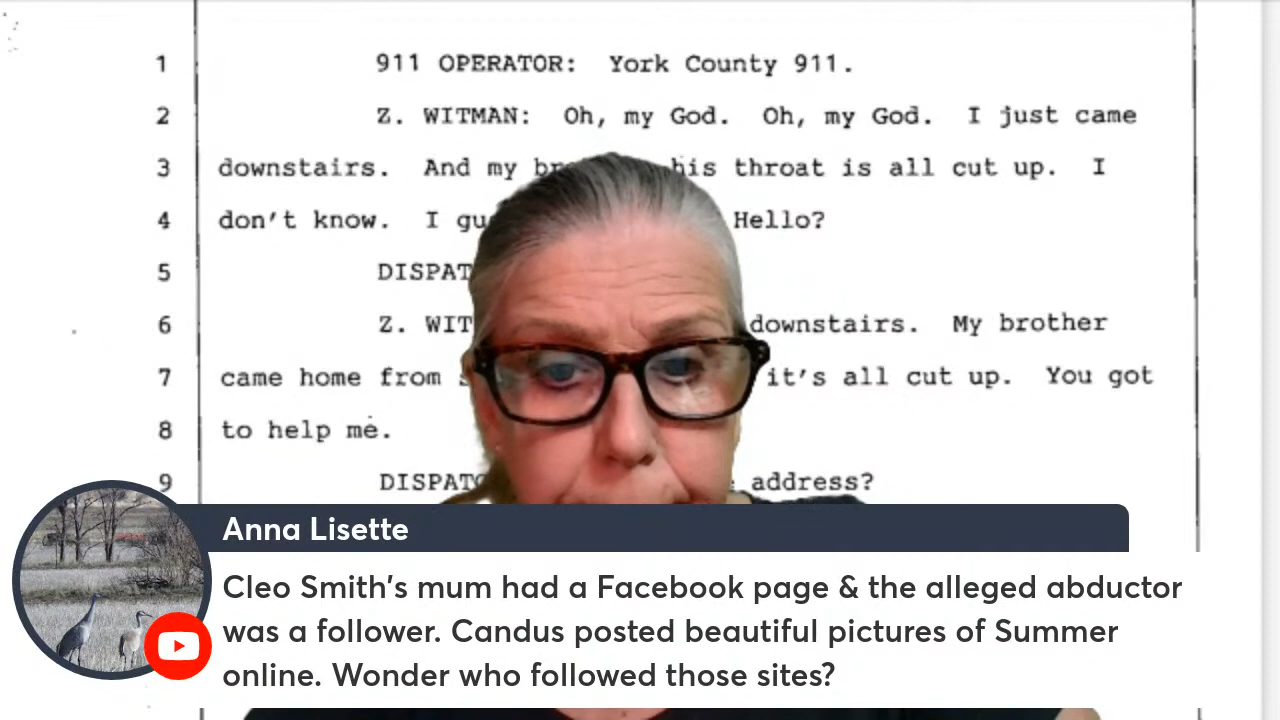 1 911 OPERATOR: York County 911.
2 Z. WITMAN: Oh, my God. Oh, my God. I just came
3 downstairs. And my his throat is all cut up. I
4 don't know. I Hello?
5
6 Z. downstairs. My brother
7 came home from it's all cut up. You got
8 to help me.
9 address?
Anna Lisette
Cleo Smith's mum had a Facebook page & the alleged abductor
was a follower. Candus posted beautiful pictures of Summer
online. Wonder who followed those sites?